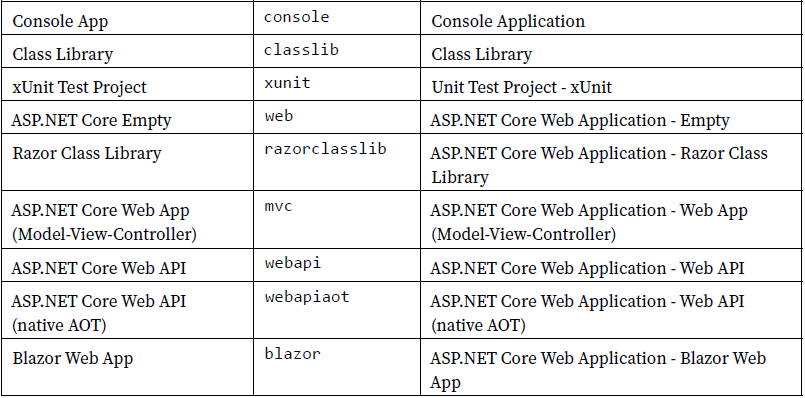 Console App console Console Application
Class Library classlib Class Library
xUnit Test Project xunit Unit Test Project - xUnit
ASP.NET Core Empty web ASP.NET Core Web Application - Empty
Razor Class Library razorclasslib ASP.NET Core Web Application - Razor Class
Library
ASP.NET Core Web App mvc ASP.NET Core Web Application - Web App
(Model-View-Controller) (Model-View-Controller)
ASP.NET Core Web API webapi ASP.NET Core Web Application - Web API
ASP.NET Core Web API webapiaot ASP.NET Core Web Application - Web API
(native AOT) (native AOT)
Blazor Web App blazor ASP.NET Core Web Application - Blazor Web
App